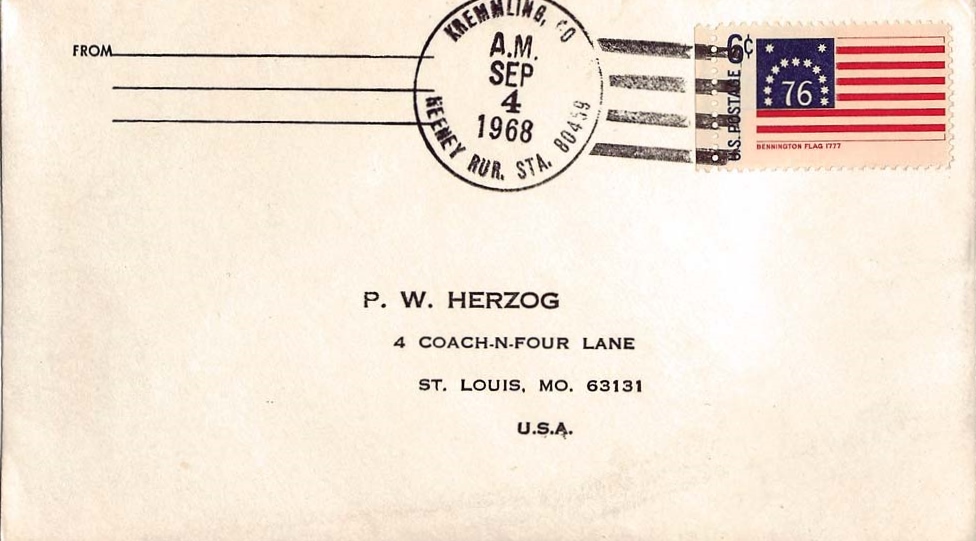 FROM
KREMMLING, CO
A.M.
SEP
4
1968
HEENEY RUR. STA. 80459
6¢
U.S. POSTAGE
76
BENNINGTON FLAG 1777
P. W. HERZOG
4 COACH-N-FOUR LANE
ST. LOUIS, MO. 63131
U.S.A.